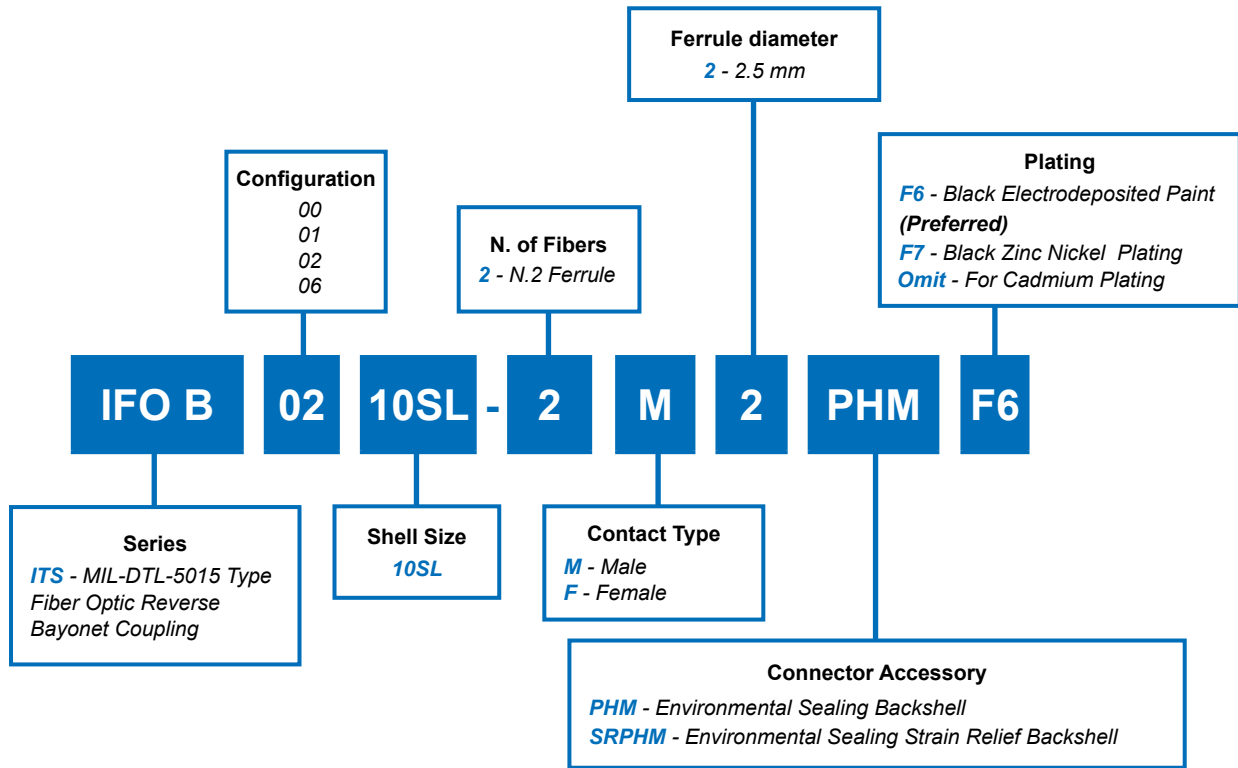 Ferrule diameter
2 - 2.5 mm
Configuration
00
01
02
06
N. of Fibers
2 - N.2 Ferrule
Plating
F6 - Black Electrodeposited Paint
(Preferred)
F7 - Black Zinc Nickel Plating
Omit - For Cadmium Plating
IFO B 02 10SL - 2 M 2 PHM F6
Series
ITS - MIL-DTL-5015 Type
Fiber Optic Reverse
Bayonet Coupling
Shell Size
10SL
Contact Type
M - Male
F - Female
Connector Accessory
PHM - Environmental Sealing Backshell
SRPHM - Environmental Sealing Strain Relief Backshell